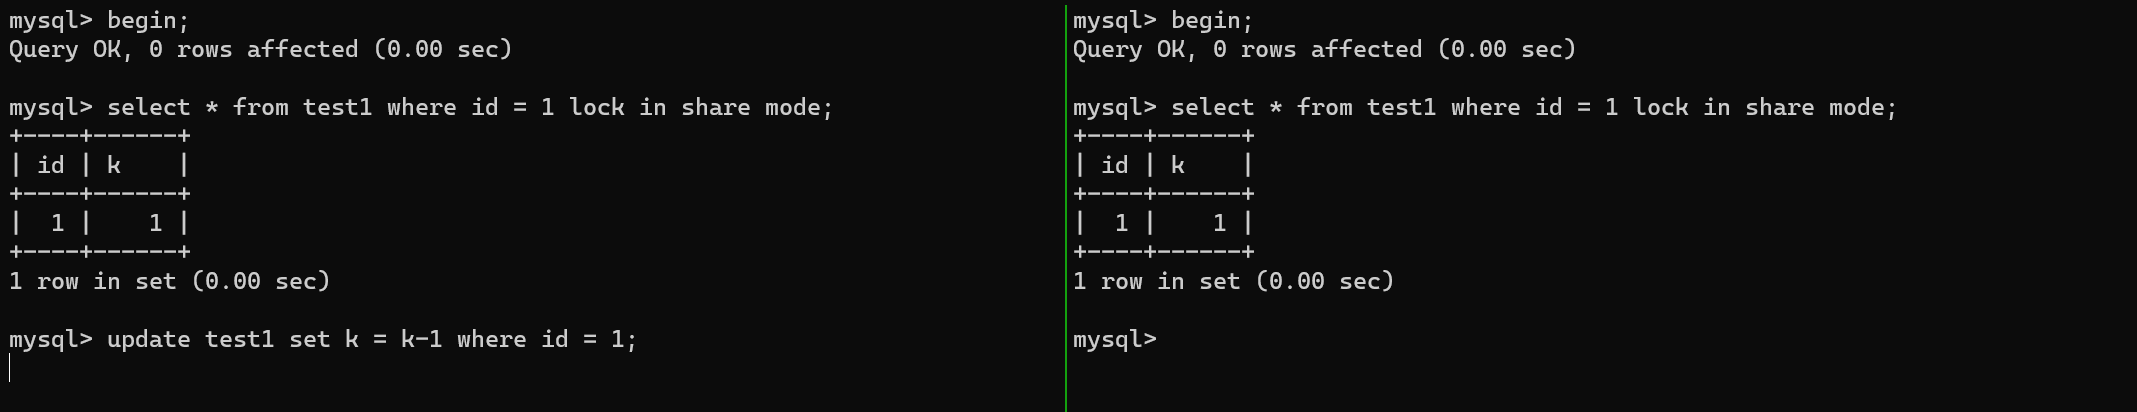 mysql> begin;
Query OK, 0 rows affected (0.00 sec)
mysql> select * from test1 where id = 1 lock in share mode;
+----+------+
| id | k    |
+----+------+
|  1 |    1 |
+----+------+
1 row in set (0.00 sec)
mysql> update test1 set k = k-1 where id = 1;
mysql> begin;
Query OK, 0 rows affected (0.00 sec)
mysql> select * from test1 where id = 1 lock in share mode;
+----+------+
| id | k    |
+----+------+
|  1 |    1 |
+----+------+
1 row in set (0.00 sec)
mysql>